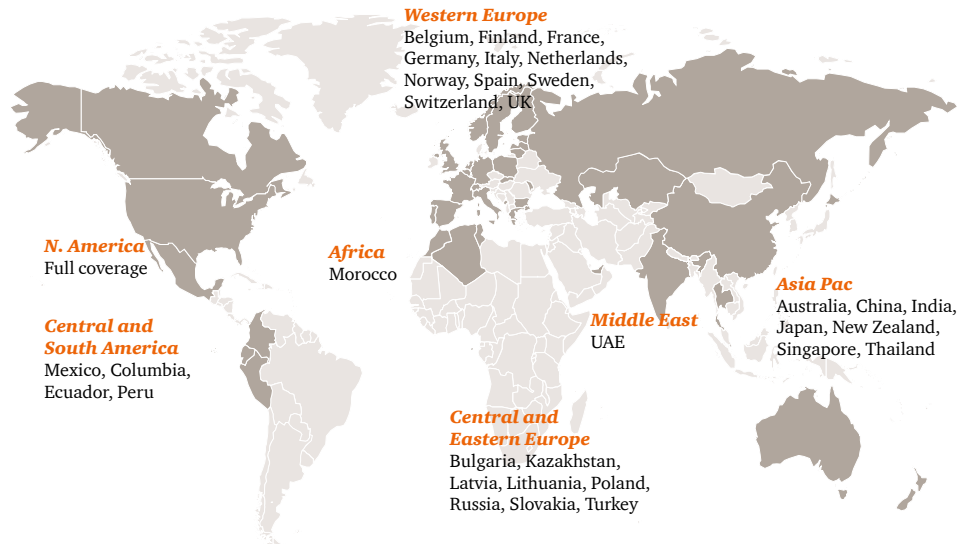 Western Europe
Belgium, Finland, France,
Germany, Italy, Netherlands,
Norway, Spain, Sweden,
Switzerland, UK
N. America
Full coverage
Africa
Morocco
Central and
South America
Mexico, Columbia,
Ecuador, Peru
Middle East
UAE
Asia Pac
Australia, China, India,
Japan, New Zealand,
Singapore, Thailand
Central and
Eastern Europe
Bulgaria, Kazakhstan,
Latvia, Lithuania, Poland,
Russia, Slovakia, Turkey